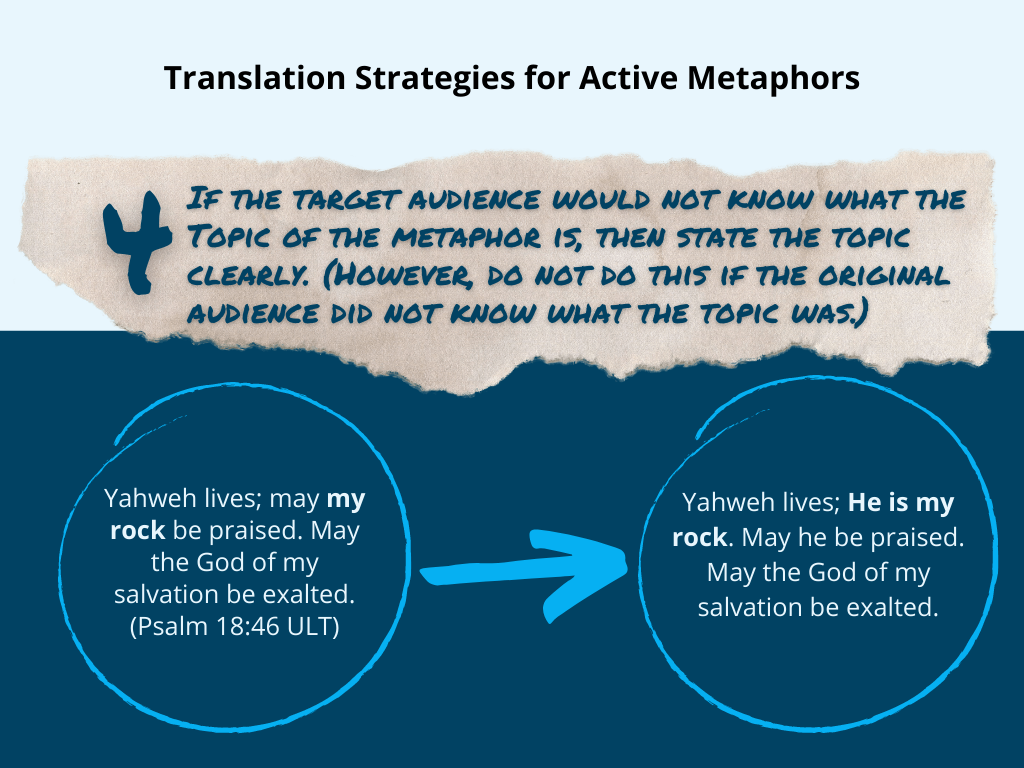 Translation Strategies for Active Metaphors
4
If the target audience would not know what the
Topic of the metaphor is, then state the topic
clearly. (However, do not do this if the original
audience did not know what the topic was.)
Yahweh lives; may my
rock be praised. May
the God of my
salvation be exalted.
(Psalm 18:46 ULT)
Yahweh lives; He is my
rock. May he be praised.
May the God of my
salvation be exalted.